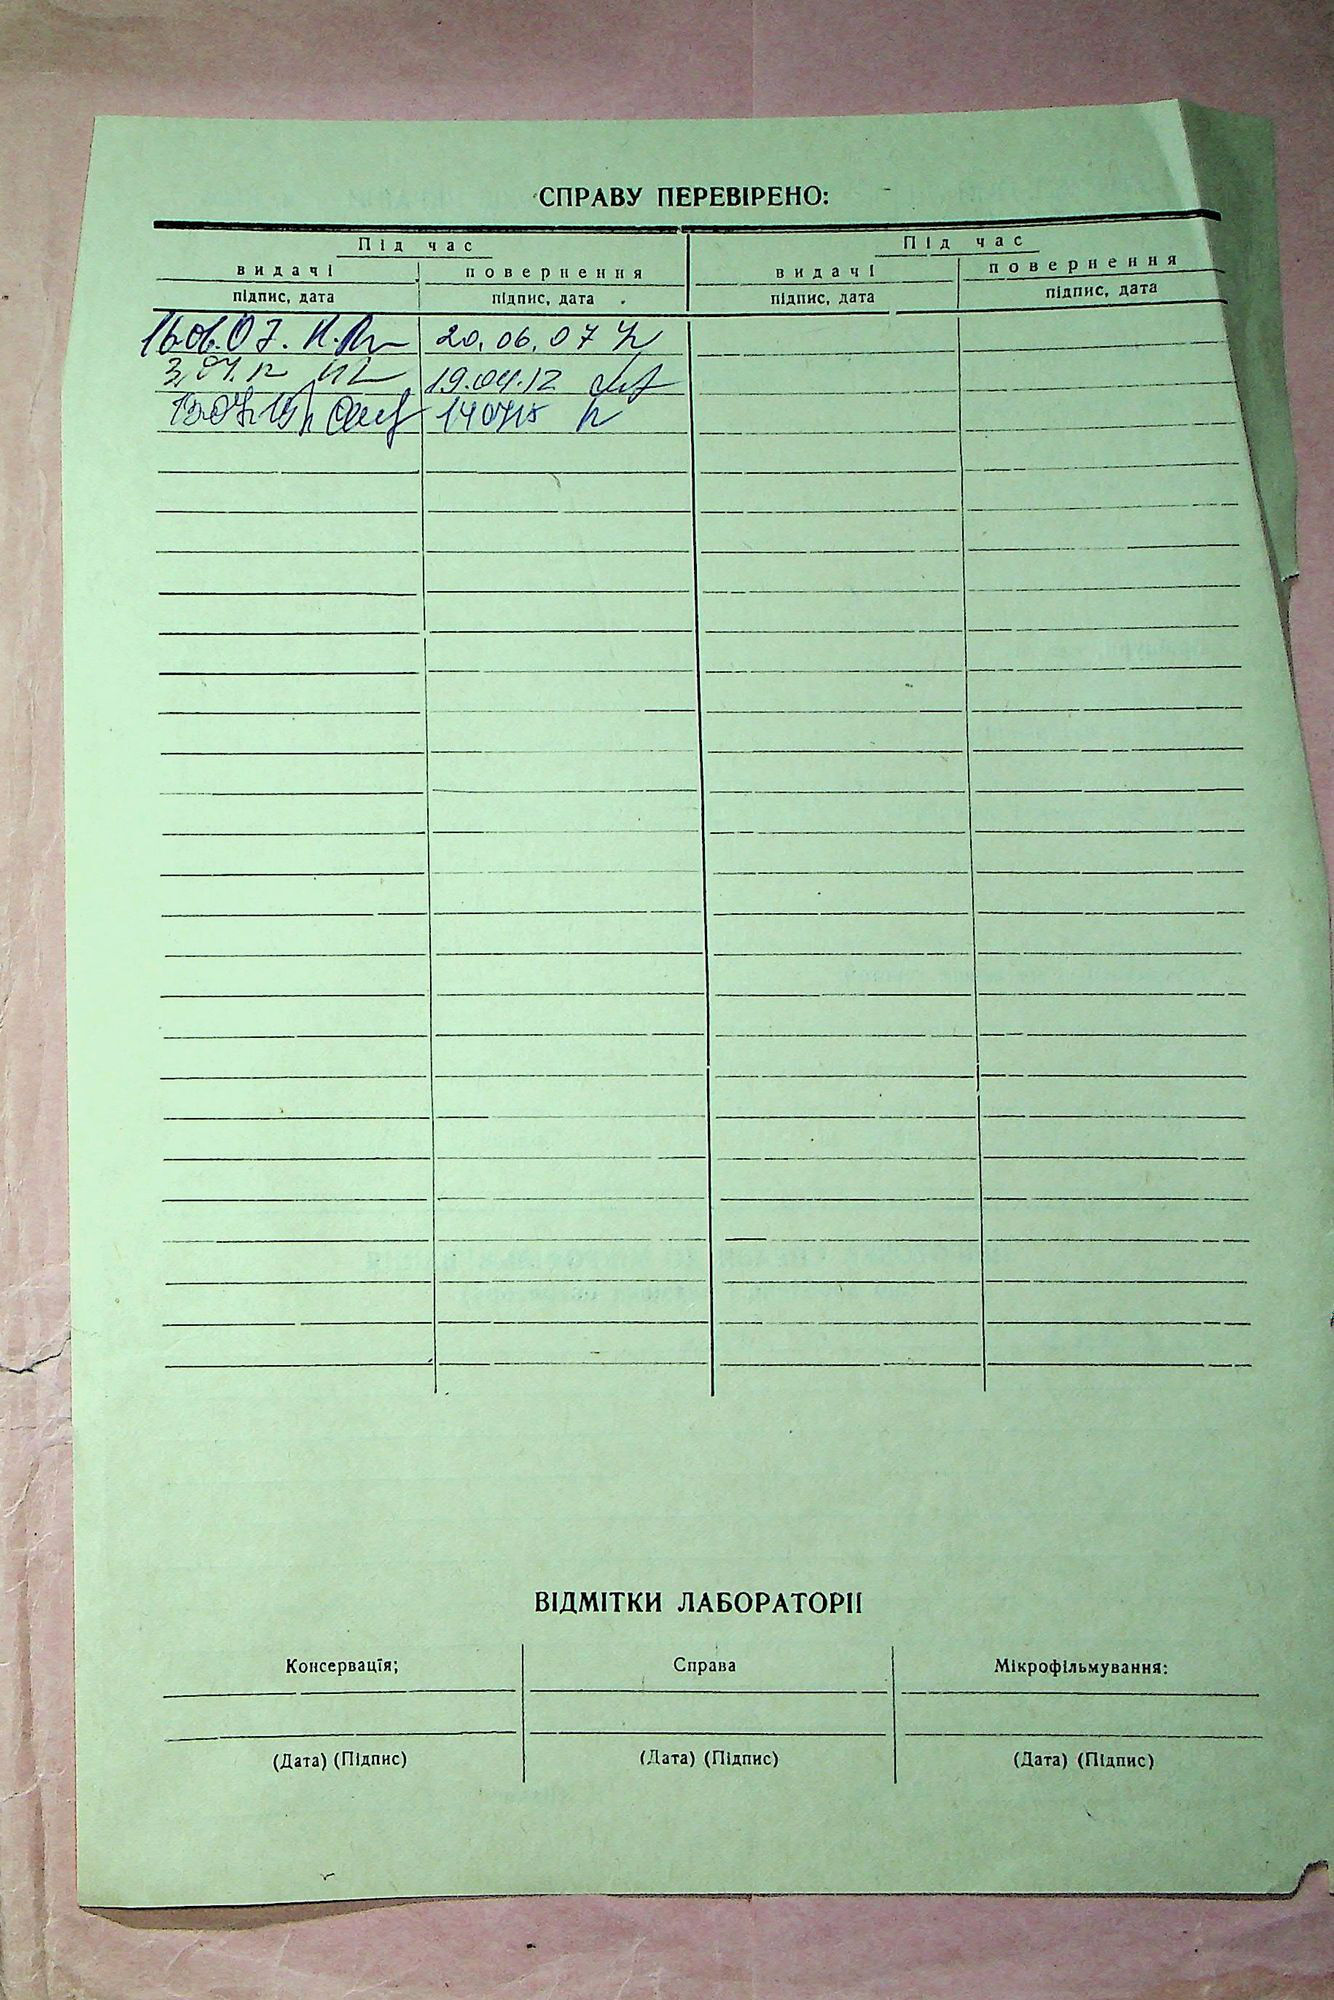 СПРАВУ ПЕРЕВІРЕНО:
Під час Під час
видачі повернення видачі повернення
підпис, дата підпис, дата підпис, дата підпис, дата
16.06.07. 20.06.07
19.04.12
ВІДМІТКИ ЛАБОРАТОРІІ
Консервація; Справа Мікрофільмування:
(Дата) (Підпис) (Дата) (Підпис) (Дата) (Підпис)